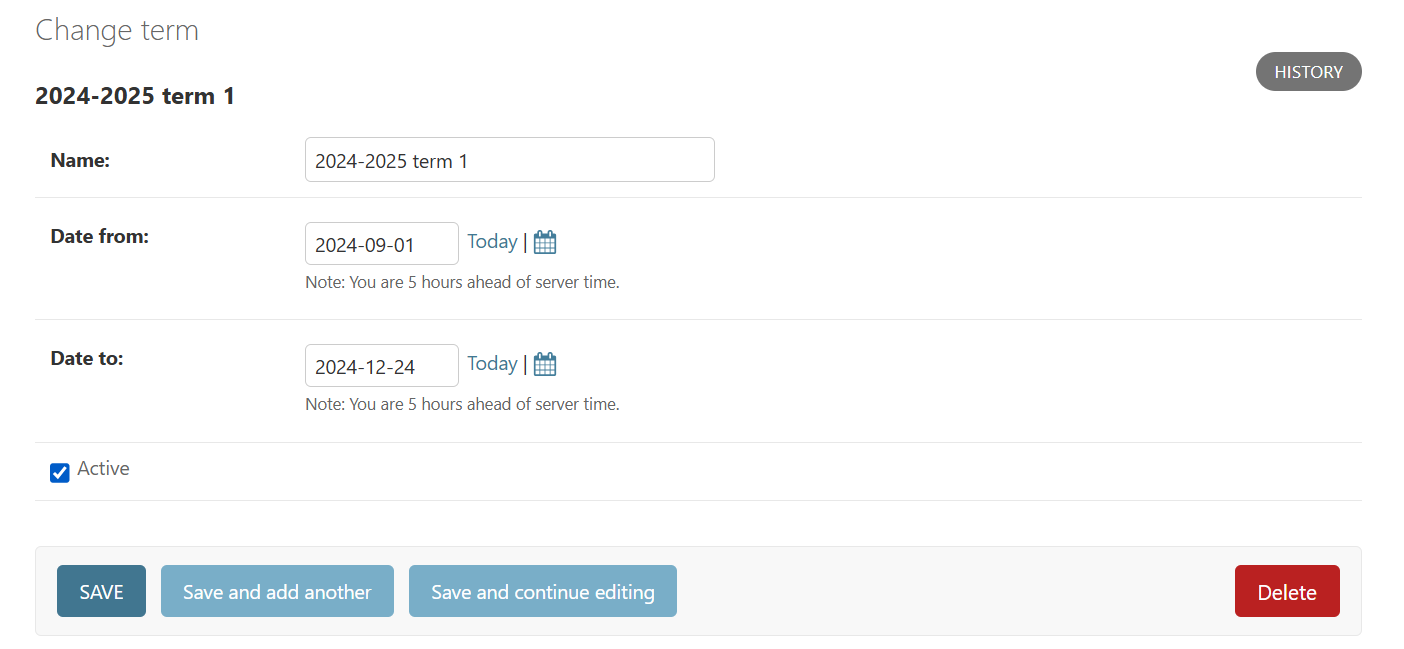 Change term
HISTORY
2024-2025 term 1
Name: 2024-2025 term 1
Date from: 2024-09-01 Today |
Note: You are 5 hours ahead of server time.
Date to: 2024-12-24 Today |
Note: You are 5 hours ahead of server time.
Active
SAVE Save and add another Save and continue editing Delete